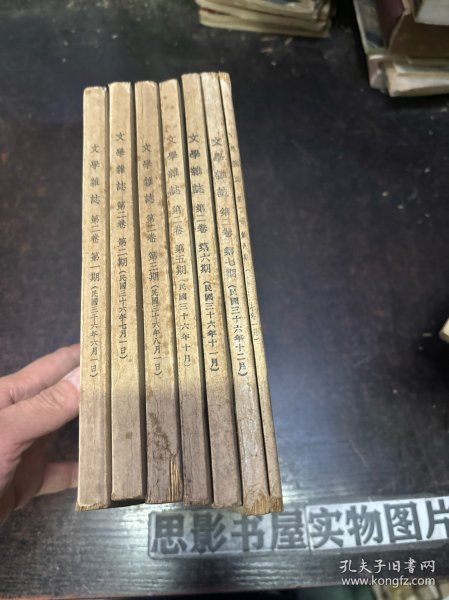 文學雜誌 第二卷 第一期（民國三十六年六月一日）
文學雜誌 第二卷 第二期（民國三十六年七月一日）
文學雜誌 第二卷 第三期（民國三十六年八月一日）
文學雜誌 第二卷 第五期（民國三十六年十月）
文學雜誌 第二卷 第六期（民國三十六年十一月）
文學雜誌 第二卷 第七期（民國三十六年十二月）
思影书屋实物图片
孔夫子旧书网
https://www.kongfz.com